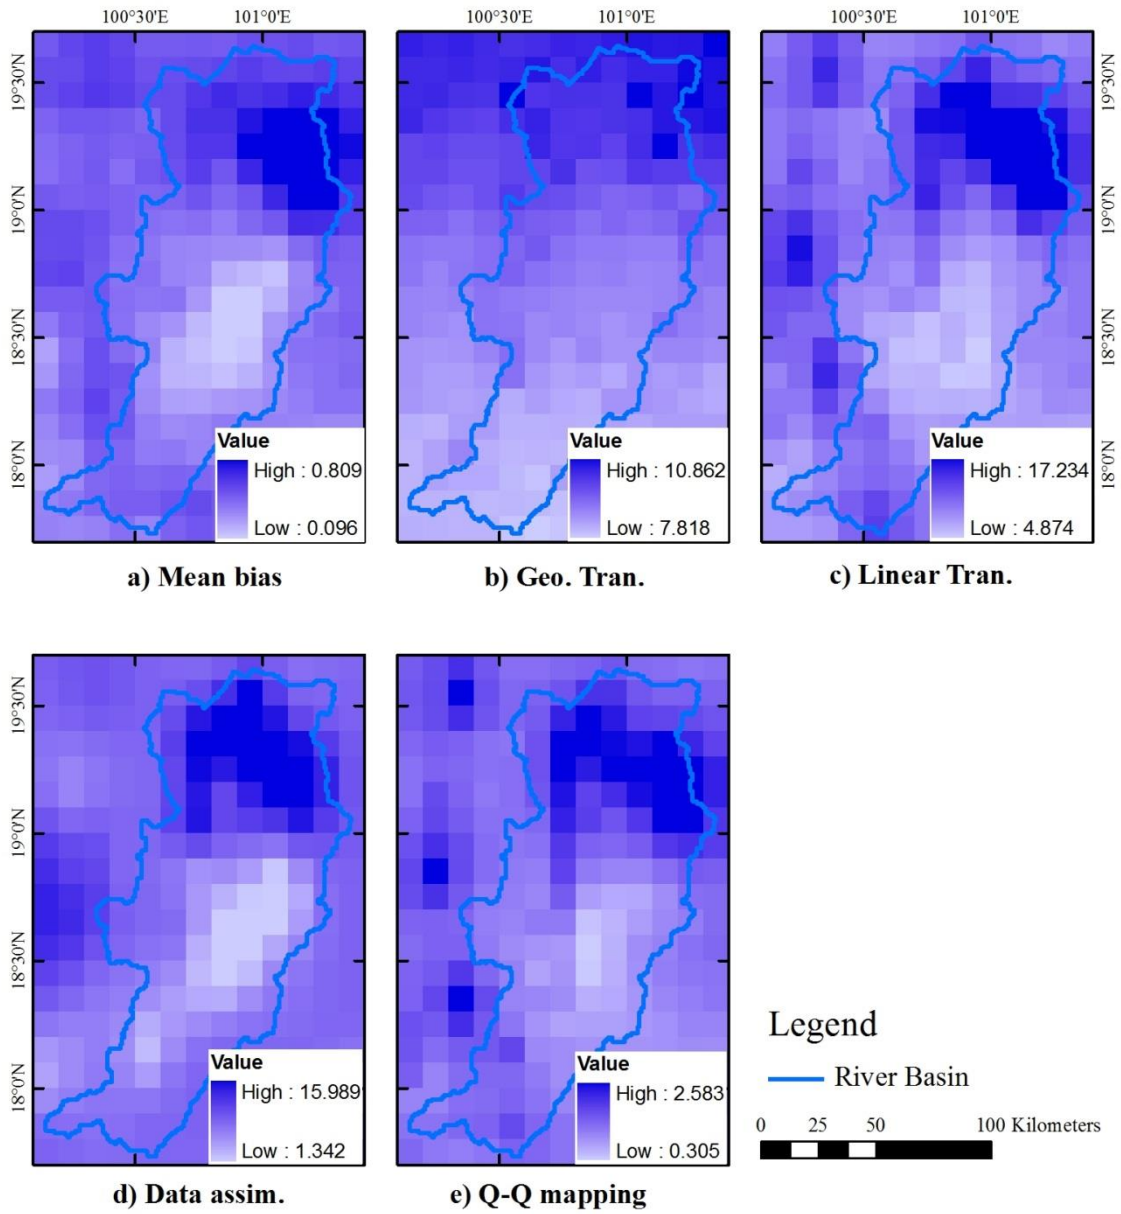 100°30'E 101°0'E 100°30'E 101°0'E 100°30'E 101°0'E
19°30'N
19°0'N
18°30'N
18°0'N
19°30'N
19°0'N
18°30'N
18°0'N
Value
High : 0.809
Low : 0.096
Value
High : 10.862
Low : 7.818
Value
High : 17.234
Low : 4.874
a) Mean bias
b) Geo. Tran.
c) Linear Tran.
19°30'N
19°0'N
18°30'N
18°0'N
Value
High : 15.989
Low : 1.342
Value
High : 2.583
Low : 0.305
d) Data assim.
e) Q-Q mapping
Legend
River Basin
0 25 50 100 Kilometers